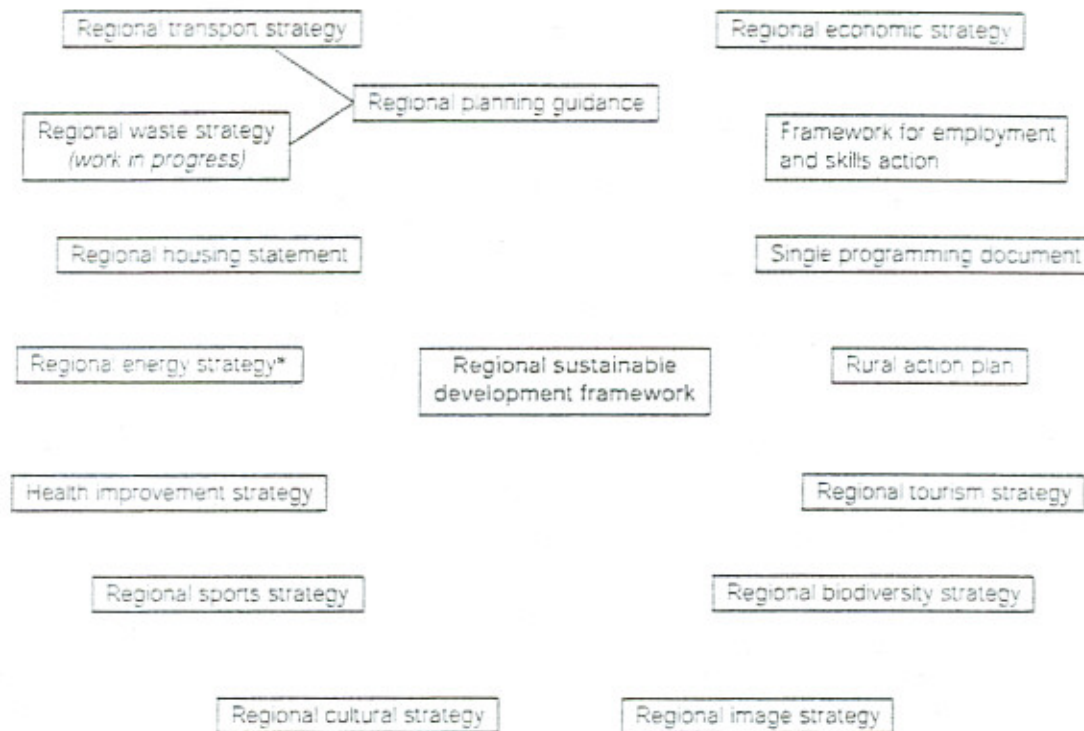 Regional transport strategy
Regional economic strategy
Regional planning guidance
Regional waste strategy
(work in progress)
Framework for employment
and skills action
Regional housing statement
Single programming document
Regional energy strategy*
Regional sustainable
development framework
Rural action plan
Health improvement strategy
Regional tourism strategy
Regional sports strategy
Regional biodiversity strategy
Regional cultural strategy
Regional image strategy